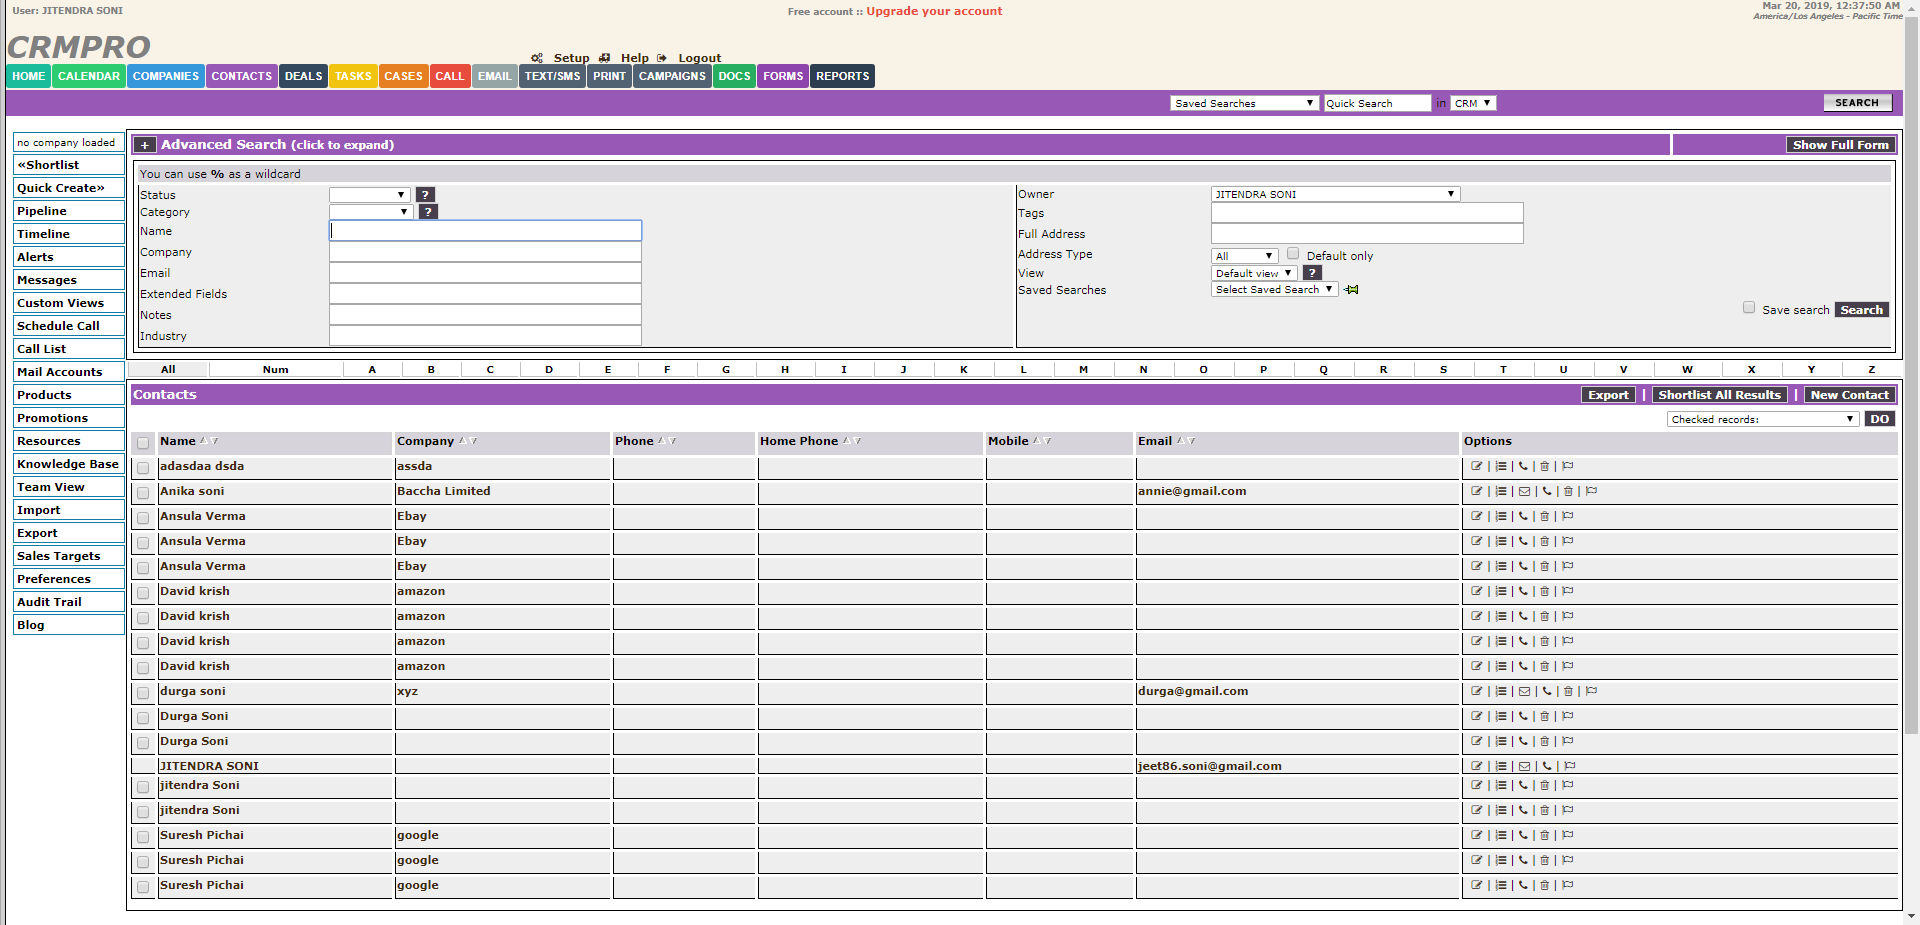 User: JITENDRA SONI
Free account :: Upgrade your account
Mar 20, 2019, 12:37:50 AM
America/Los Angeles - Pacific Time
CRMPRO
Setup Help Logout
HOME CALENDAR COMPANIES CONTACTS DEALS TASKS CASES CALL EMAIL TEXT/SMS PRINT CAMPAIGNS DOCS FORMS REPORTS
Saved Searches Quick Search in CRM SEARCH
no company loaded
«Shortlist
Quick Create»
Pipeline
Timeline
Alerts
Messages
Custom Views
Schedule Call
Call List
Mail Accounts
Products
Promotions
Resources
Knowledge Base
Team View
Import
Export
Sales Targets
Preferences
Audit Trail
Blog
+ Advanced Search (click to expand) Show Full Form
You can use % as a wildcard
Status ?
Category ?
Name
Company
Email
Extended Fields
Notes
Industry
Owner JITENDRA SONI
Tags
Full Address
Address Type All Default only
View Default view ?
Saved Searches Select Saved Search
Save search Search
All Num A B C D E F G H I J K L M N O P Q R S T U V W X Y Z
Contacts Export | Shortlist All Results | New Contact
Checked records: DO
Name Company Phone Home Phone Mobile Email Options
adasdaa dsda assda
Anika soni Baccha Limited annie@gmail.com
Ansula Verma Ebay
Ansula Verma Ebay
Ansula Verma Ebay
David krish amazon
David krish amazon
David krish amazon
David krish amazon
durga soni xyz durga@gmail.com
Durga Soni
Durga Soni
JITENDRA SONI jeet86.soni@gmail.com
jitendra Soni
jitendra Soni
Suresh Pichai google
Suresh Pichai google
Suresh Pichai google